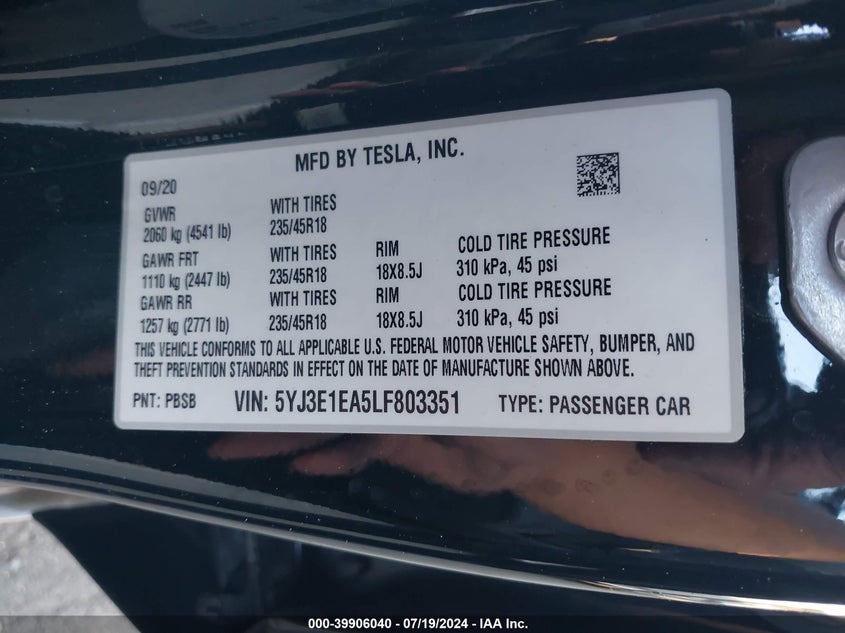 MFD BY TESLA, INC.
09/20
GVWR WITH TIRES
2060 kg (4541 lb) 235/45R18
GAWR FRT WITH TIRES RIM COLD TIRE PRESSURE
1110 kg (2447 lb) 235/45R18 18X8.5J 310 kPa, 45 psi
GAWR RR WITH TIRES RIM COLD TIRE PRESSURE
1257 kg (2771 lb) 235/45R18 18X8.5J 310 kPa, 45 psi
THIS VEHICLE CONFORMS TO ALL APPLICABLE U.S. FEDERAL MOTOR VEHICLE SAFETY, BUMPER, AND
THEFT PREVENTION STANDARDS IN EFFECT ON THE DATE OF MANUFACTURE SHOWN ABOVE.
PNT: PBSB VIN: 5YJ3E1EA5LF803351 TYPE: PASSENGER CAR
000-39906040 - 07/19/2024 - IAA Inc.